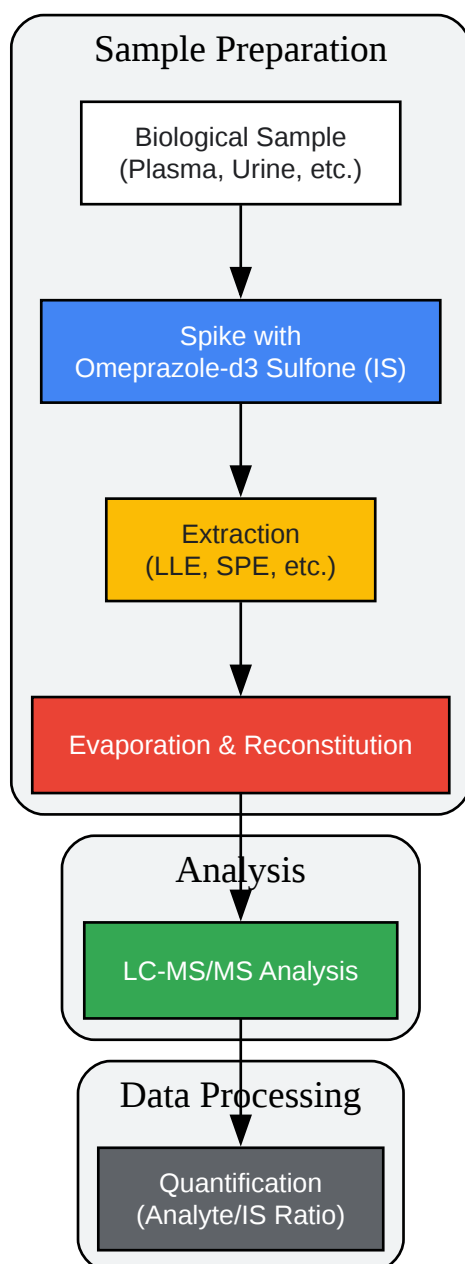 Sample Preparation
Biological Sample
(Plasma, Urine, etc.)
Spike with
Omeprazole-d3 Sulfone (IS)
Extraction
(LLE, SPE, etc.)
Evaporation & Reconstitution
Analysis
LC-MS/MS Analysis
Data Processing
Quantification
(Analyte/IS Ratio)